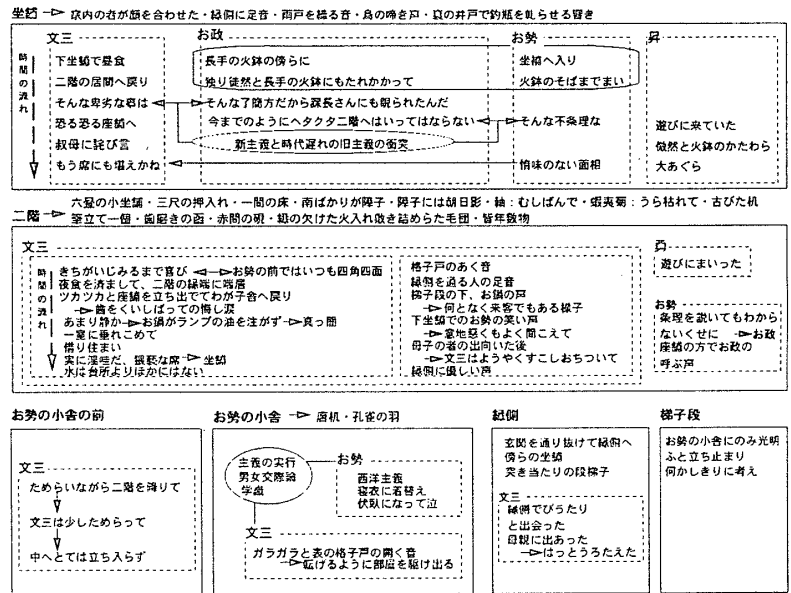 坐舗 家内の者が顔を合わせた・縁側に足音・雨戸を繰る音・鳥の啼き声・裏の井戸で釣瓶を軋らせる響き
文三
お政
お勢
昇
時間の流れ
下坐舗で昼食
二階の居間へ戻り
そんな卑劣な事は
恐る恐る座舗へ
叔母に詫び言
もう席にも堪えかね
長手の火鉢の傍らに
独り徒然と長手の火鉢にもたれかかって
そんな了簡方だから課長さんにも睨られたんだ
今までのようにヘタクタ二階へはいってはならない
新主義と時代遅れの旧主義の衝突
坐舗へ入り
火鉢のそばまでまい
そんな不条理な
愶味のない面相
遊びに来ていた
傲然と火鉢のかたわら
大あぐら
二階 六畳の小坐舗・三尺の押入れ・一間の床・南ばかりが障子・障子には朝日影・軸：むしばんで・蝦夷菊：うら枯れて・古びた机
筆立て一個・歯磨きの函・赤間の硯・縁の欠けた火入れ敷き詰めらた毛団・皆年数物
文三
時間の流れ
きちがいじみるまで喜び お勢の前ではいつも四角四面
夜食を済まして、二階の縁端に端居
ツカツカと座舗を立ち出でてわが子舎へ戻り
歯をくいしばっての悔し涙
あまり静か お鍋がランプの油を注がず 真っ闇
一室に垂れこめて
借り住まい
実に淫哇だ、猥褻な席 坐舗
水は台所よりほかにはない
格子戸のあく音
縁側を通る人の足音
梯子段の下、お鍋の声
何となく来客でもある様子
下坐舗でのお勢の笑い声
意地悪くもよく聞こえて
母子の者の出向いた後
文三はようやくすこしおちついて
縁側に優しい声
昇
遊びにまいった
お勢
条理を説いてもわから
ないくせに お政
座舗の方でお政の
呼ぶ声
お勢の小舎の前
文三
ためらいながら二階を降りて
文三は少しためらって
中へとては立ち入らず
お勢の小舎 唐机・孔雀の羽
主義の実行
男女交際論
学戯
お勢
西洋主義
寝衣に着替え
伏臥になって泣
文三
ガラガラと表の格子戸の開く音
転げるように部屋を駆け出る
縁側
玄関を通り抜けて縁側へ
傍らの坐舗
突き当たりの段梯子
文三
縁側でぴったり
と出会った
母親に出あった
はっとうろたえた
梯子段
お勢の小舎にのみ光明
ふと立ち止まり
何かしきりに考え